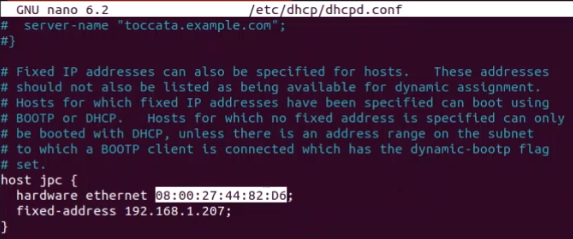 GNU nano 6.2 /etc/dhcp/dhcpd.conf
#  server-name "toccata.example.com";
#}
# Fixed IP addresses can also be specified for hosts.   These addresses
# should not also be listed as being available for dynamic assignment.
# Hosts for which fixed IP addresses have been specified can boot using
# BOOTP or DHCP.   Hosts for which no fixed address is specified can only
# be booted with DHCP, unless there is an address range on the subnet
# to which a BOOTP client is connected which has the dynamic-bootp flag
# set.
host jpc {
  hardware ethernet 08:00:27:44:82:D6;
  fixed-address 192.168.1.207;
}